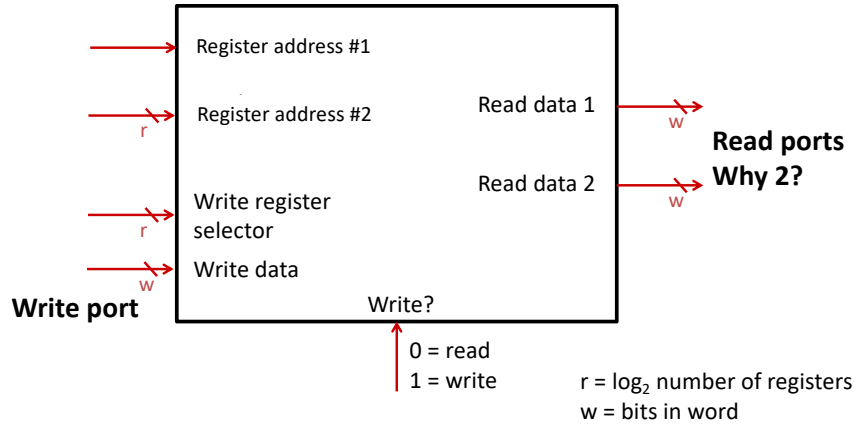 Register address #1
r
Register address #2
Read data 1
w
Read ports
Why 2?
Read data 2
w
r
Write register
selector
w
Write data
Write port
Write?
0 = read
1 = write
r = log₂ number of registers
w = bits in word